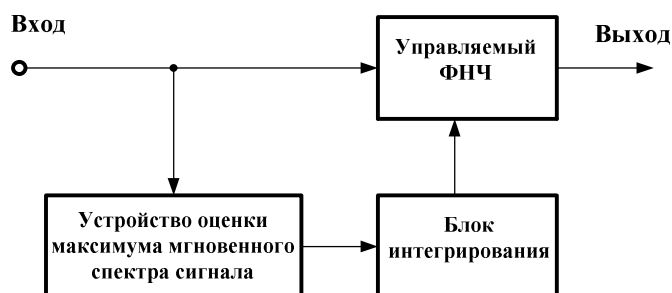 Вход
Управляемый
ФНЧ
Выход
Устройство оценки
максимума мгновенного
спектра сигнала
Блок
интегрирования